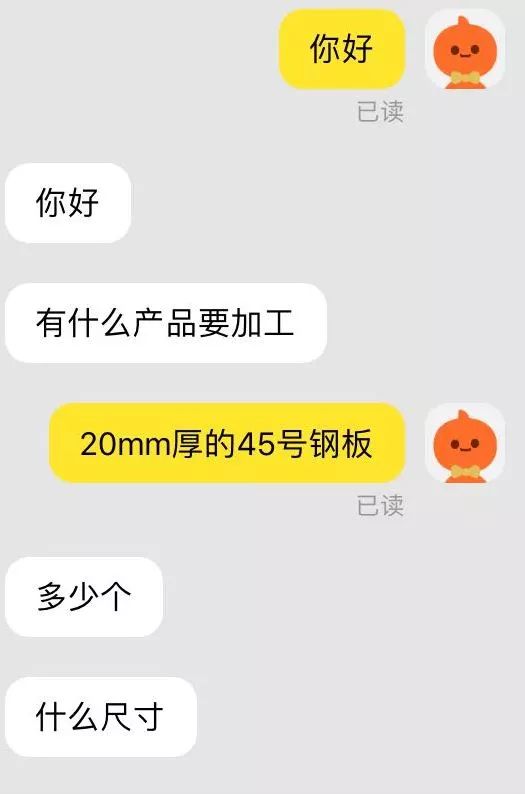 你好
已读
你好
有什么产品要加工
20mm厚的45号钢板
已读
多少个
什么尺寸